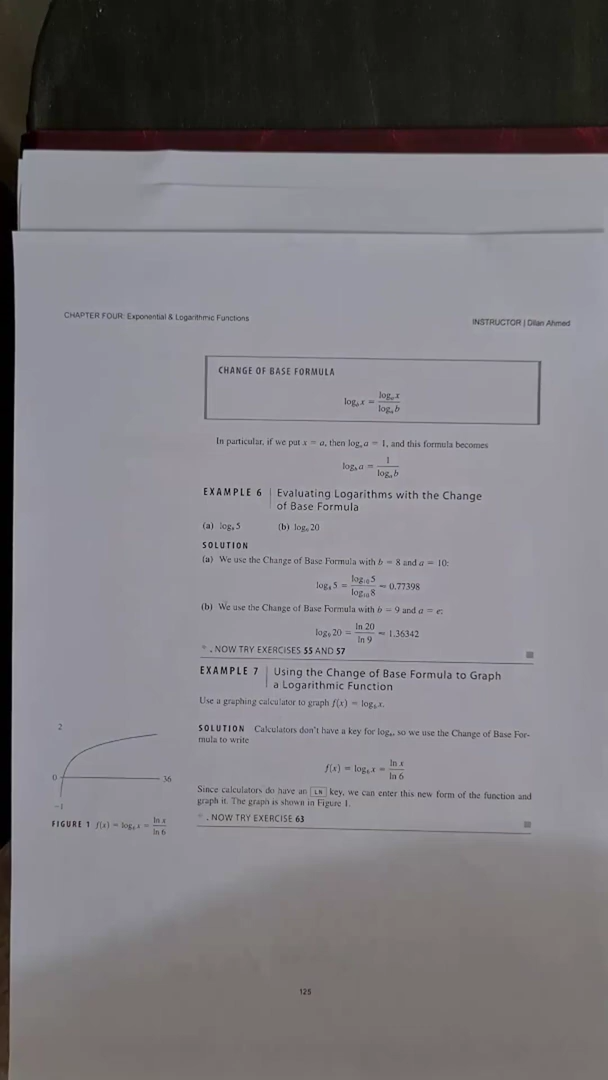 CHAPTER FOUR: Exponential & Logarithmic Functions
INSTRUCTOR | Dilan Ahmed
CHANGE OF BASE FORMULA
log_b x = log_a x / log_a b
In particular, if we put x = a, then log_a a = 1, and this formula becomes
log_b a = 1 / log_a b
EXAMPLE 6 | Evaluating Logarithms with the Change
of Base Formula
(a) log₈ 5 (b) log₉ 20
SOLUTION
(a) We use the Change of Base Formula with b = 8 and a = 10:
log₈ 5 = log₁₀ 5 / log₁₀ 8 ≈ 0.77398
(b) We use the Change of Base Formula with b = 9 and a = e:
log₉ 20 = ln 20 / ln 9 ≈ 1.36342
. NOW TRY EXERCISES 55 AND 57
EXAMPLE 7 | Using the Change of Base Formula to Graph
a Logarithmic Function
Use a graphing calculator to graph f(x) = log₆ x.
SOLUTION Calculators don't have a key for log₆, so we use the Change of Base For-
mula to write
f(x) = log₆ x = ln x / ln 6
Since calculators do have an LN key, we can enter this new form of the function and
graph it. The graph is shown in Figure 1.
. NOW TRY EXERCISE 63
2
0
36
-1
FIGURE 1 f(x) = log₆ x = ln x / ln 6
125